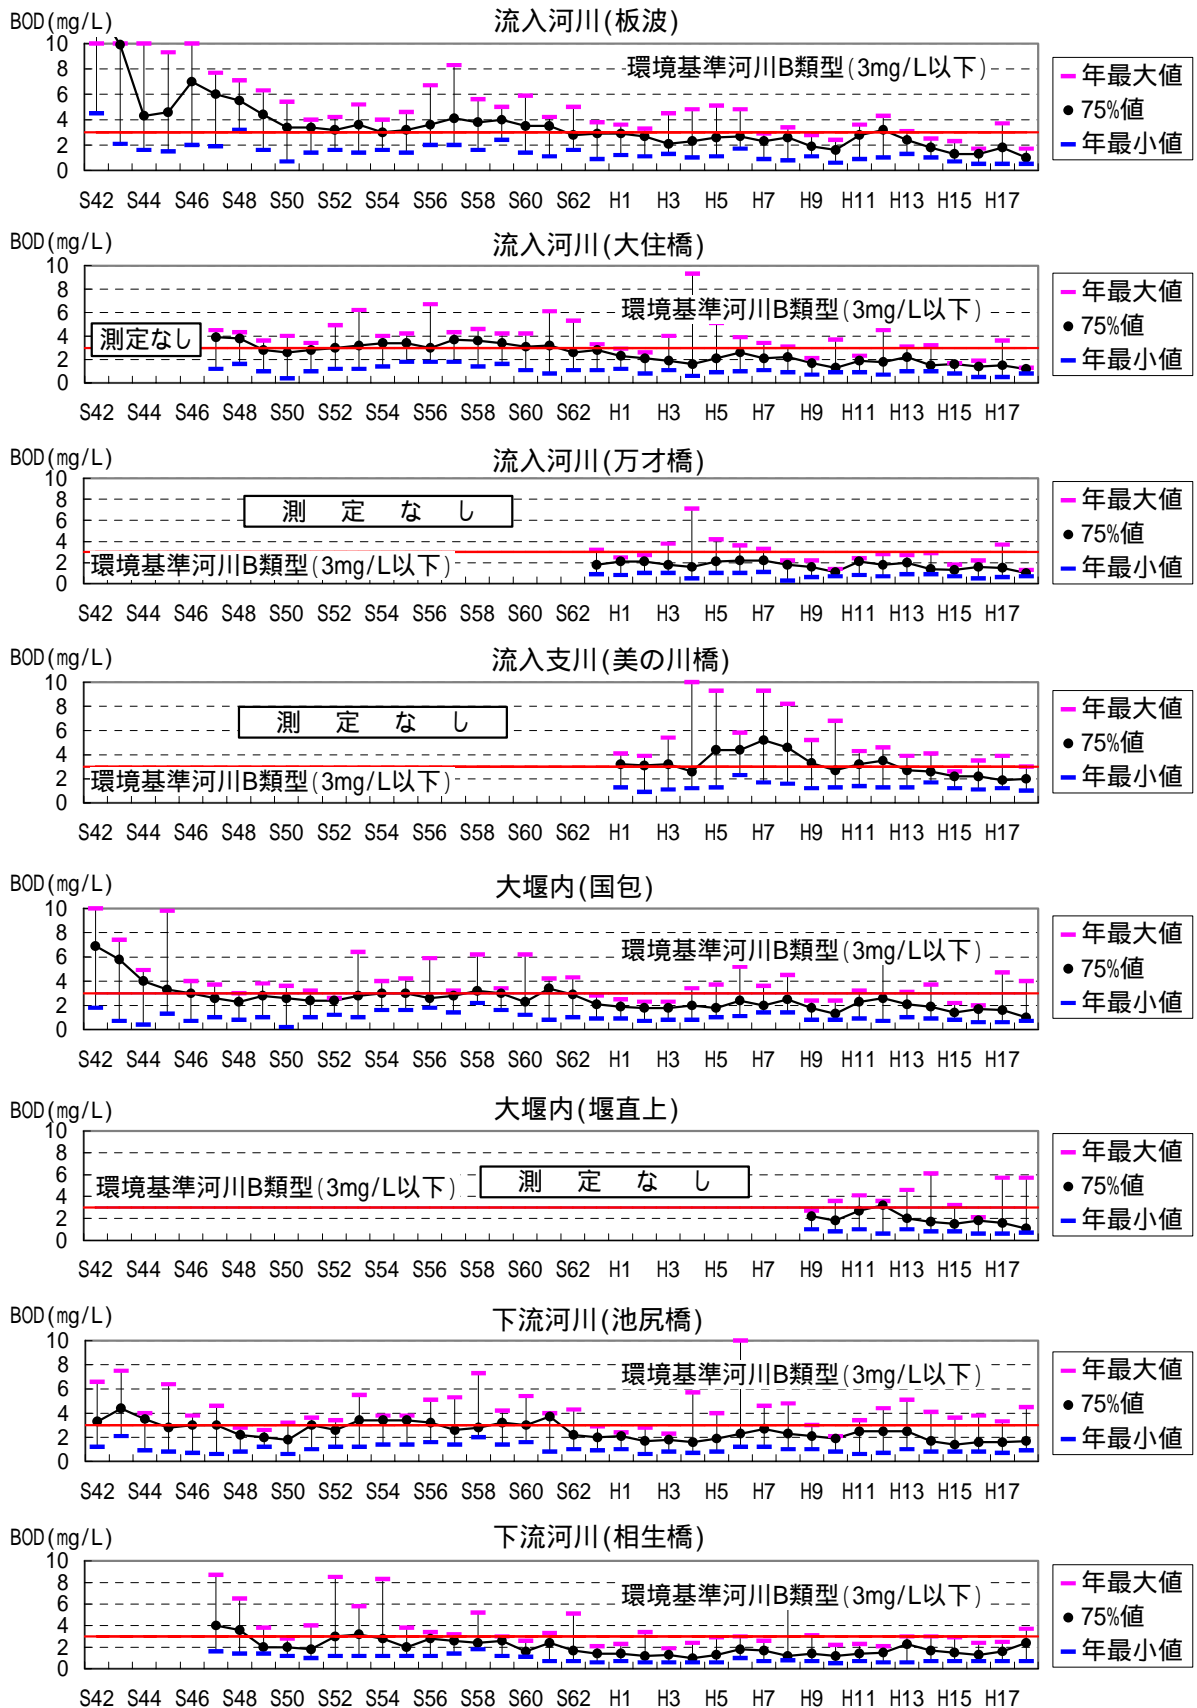 流入河川(板波)
BOD(mg/L)
10
8
6
4
2
0
環境基準河川B類型(3mg/L以下)
年最大値
75%値
年最小値
S42 S44 S46 S48 S50 S52 S54 S56 S58 S60 S62 H1 H3 H5 H7 H9 H11 H13 H15 H17
流入河川(大住橋)
BOD(mg/L)
10
8
6
4
2
0
測定なし
環境基準河川B類型(3mg/L以下)
年最大値
75%値
年最小値
S42 S44 S46 S48 S50 S52 S54 S56 S58 S60 S62 H1 H3 H5 H7 H9 H11 H13 H15 H17
流入河川(万才橋)
BOD(mg/L)
10
8
6
4
2
0
測 定 な し
環境基準河川B類型(3mg/L以下)
年最大値
75%値
年最小値
S42 S44 S46 S48 S50 S52 S54 S56 S58 S60 S62 H1 H3 H5 H7 H9 H11 H13 H15 H17
流入支川(美の川橋)
BOD(mg/L)
10
8
6
4
2
0
測 定 な し
環境基準河川B類型(3mg/L以下)
年最大値
75%値
年最小値
S42 S44 S46 S48 S50 S52 S54 S56 S58 S60 S62 H1 H3 H5 H7 H9 H11 H13 H15 H17
大堰内(国包)
BOD(mg/L)
10
8
6
4
2
0
環境基準河川B類型(3mg/L以下)
年最大値
75%値
年最小値
S42 S44 S46 S48 S50 S52 S54 S56 S58 S60 S62 H1 H3 H5 H7 H9 H11 H13 H15 H17
大堰内(堰直上)
BOD(mg/L)
10
8
6
4
2
0
環境基準河川B類型(3mg/L以下)
測 定 な し
年最大値
75%値
年最小値
S42 S44 S46 S48 S50 S52 S54 S56 S58 S60 S62 H1 H3 H5 H7 H9 H11 H13 H15 H17
下流河川(池尻橋)
BOD(mg/L)
10
8
6
4
2
0
環境基準河川B類型(3mg/L以下)
年最大値
75%値
年最小値
S42 S44 S46 S48 S50 S52 S54 S56 S58 S60 S62 H1 H3 H5 H7 H9 H11 H13 H15 H17
下流河川(相生橋)
BOD(mg/L)
10
8
6
4
2
0
環境基準河川B類型(3mg/L以下)
年最大値
75%値
年最小値
S42 S44 S46 S48 S50 S52 S54 S56 S58 S60 S62 H1 H3 H5 H7 H9 H11 H13 H15 H17